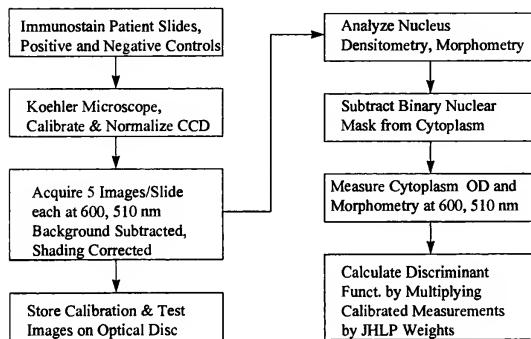 Immunostain Patient Slides,
Positive and Negative Controls
Koehler Microscope,
Calibrate & Normalize CCD
Acquire 5 Images/Slide
each at 600, 510 nm
Background Subtracted,
Shading Corrected
Store Calibration & Test
Images on Optical Disc
Analyze Nucleus
Densitometry, Morphometry
Subtract Binary Nuclear
Mask from Cytoplasm
Measure Cytoplasm OD and
Morphometry at 600, 510 nm
Calculate Discriminant
Funct. by Multiplying
Calibrated Measurements
by JHLP Weights